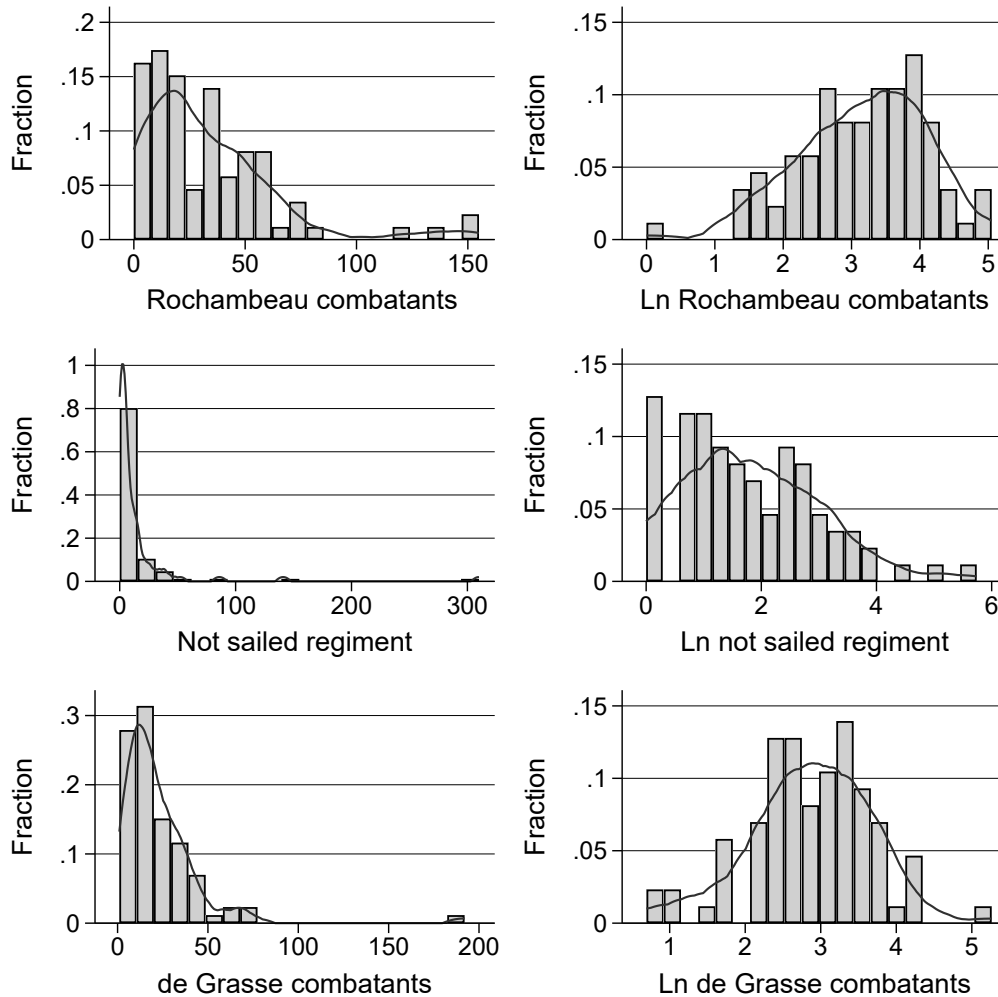 Fraction
.2
.15
.1
.05
0
0 50 100 150
Rochambeau combatants
Fraction
.15
.1
.05
0
0 1 2 3 4 5
Ln Rochambeau combatants
Fraction
1
.8
.6
.4
.2
0
0 100 200 300
Not sailed regiment
Fraction
.15
.1
.05
0
0 2 4 6
Ln not sailed regiment
Fraction
.3
.2
.1
0
0 50 100 150 200
de Grasse combatants
Fraction
.15
.1
.05
0
1 2 3 4 5
Ln de Grasse combatants